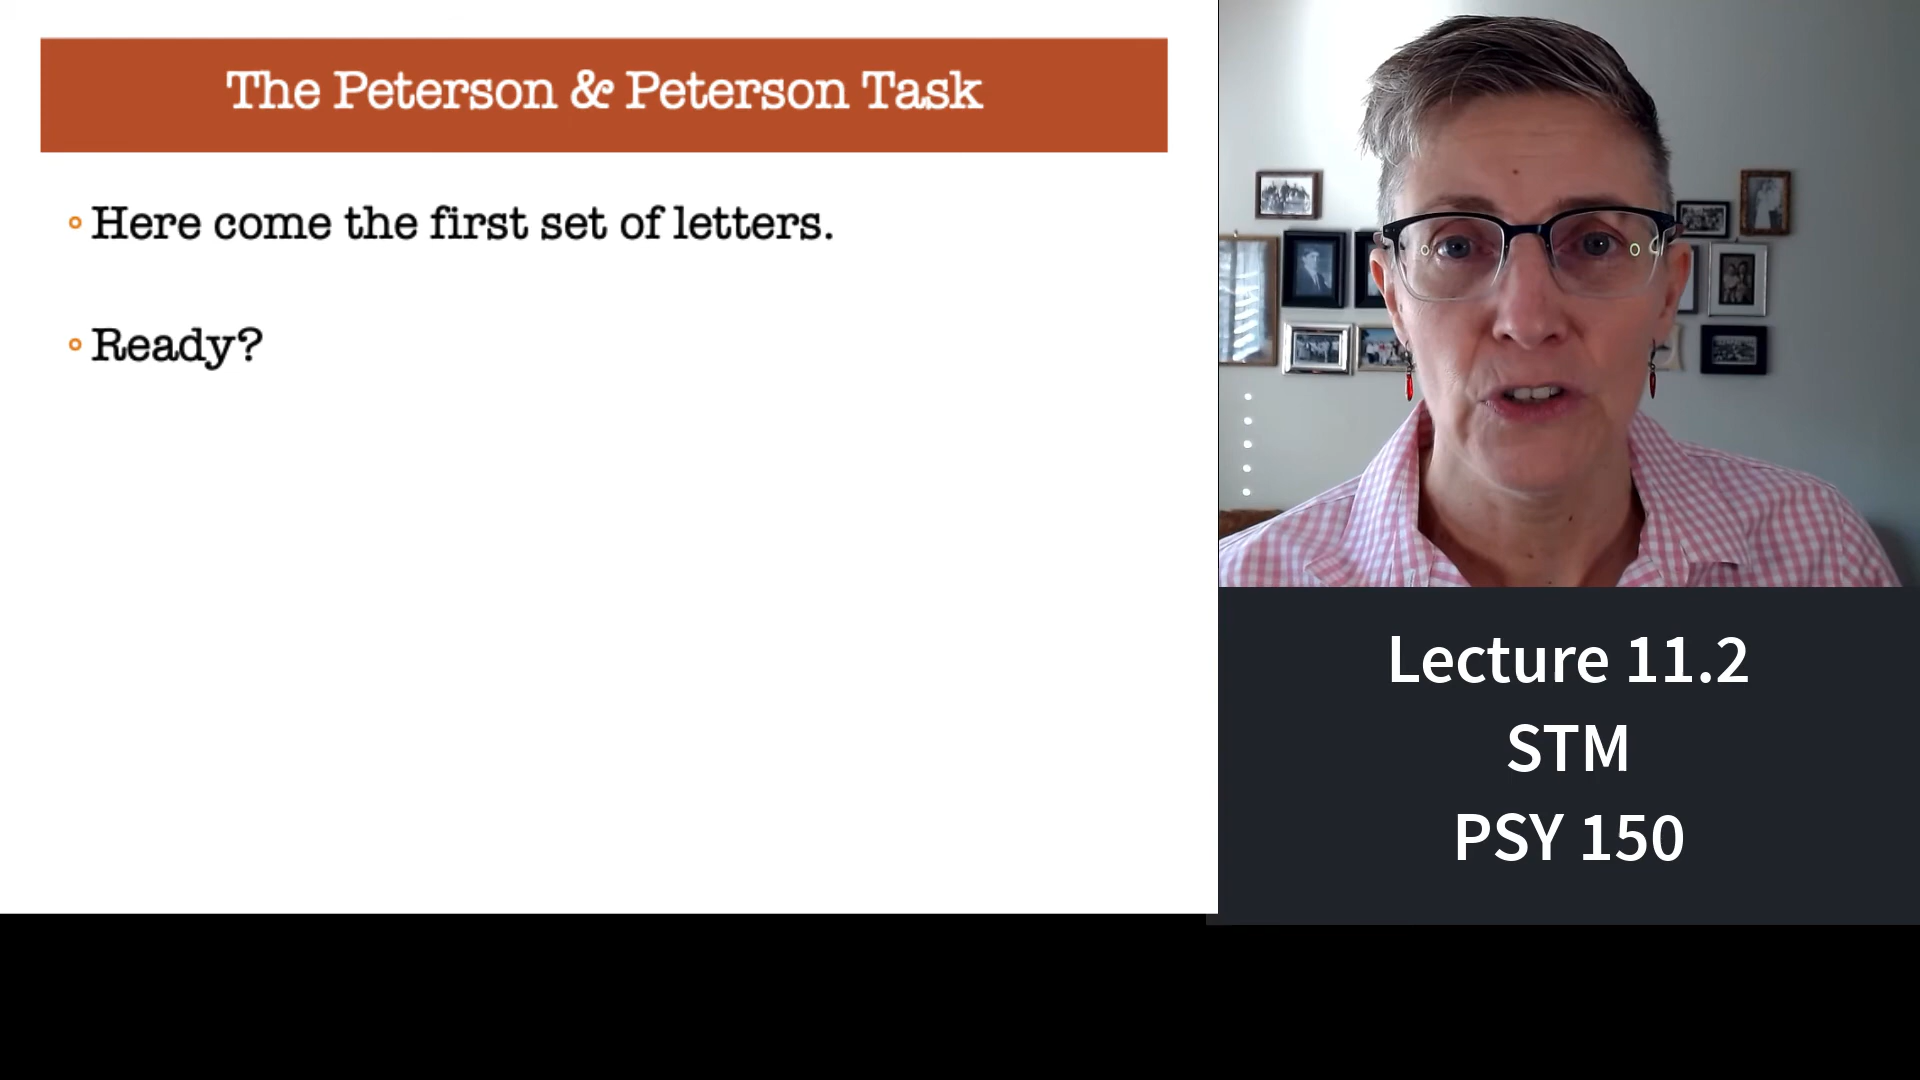 The Peterson & Peterson Task
Here come the first set of letters.
Ready?
Lecture 11.2
STM
PSY 150